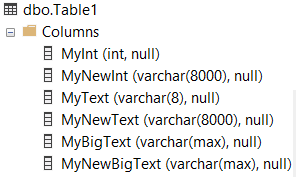 dbo.Table1
Columns
MyInt (int, null)
MyNewInt (varchar(8000), null)
MyText (varchar(8), null)
MyNewText (varchar(8000), null)
MyBigText (varchar(max), null)
MyNewBigText (varchar(max), null)